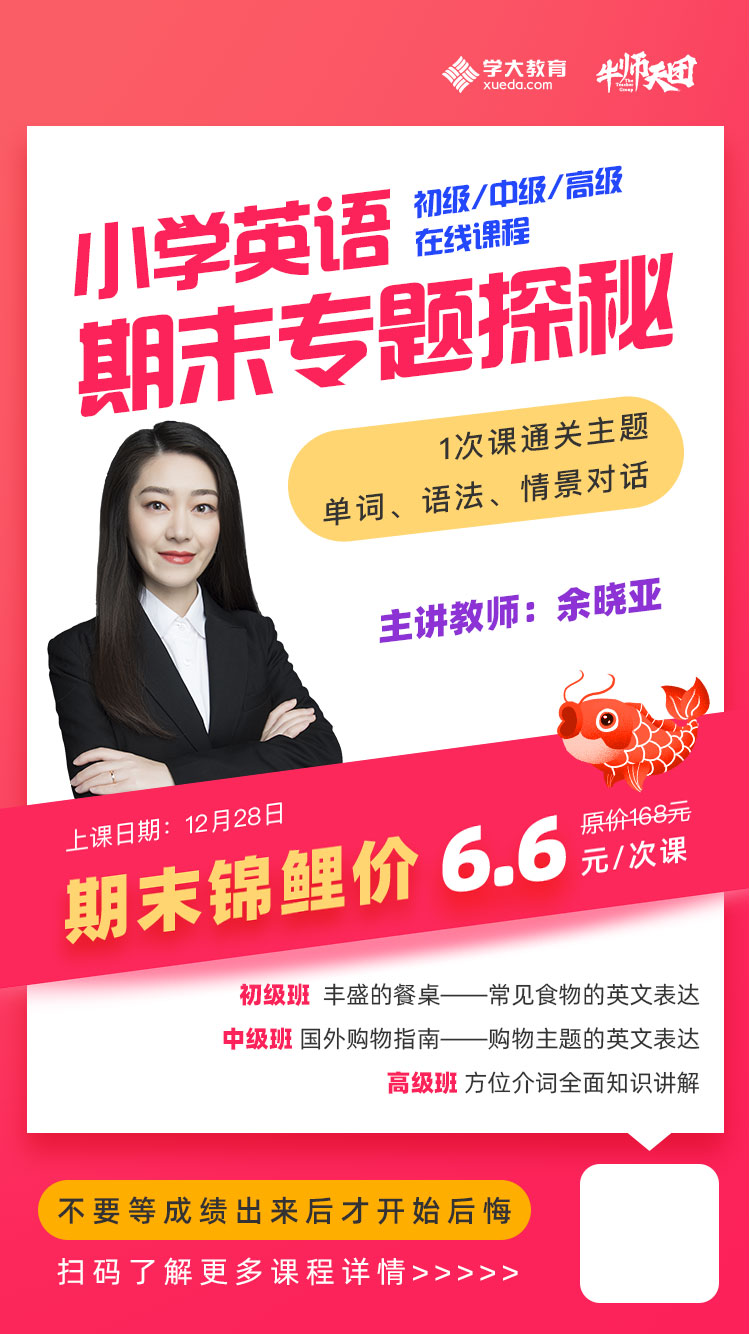 学大教育
xueda.com
牛师天团
The
Teacher
Group
小学英语
初级/中级/高级
在线课程
期末专题探秘
1次课通关主题
单词、语法、情景对话
主讲教师：余晓亚
上课日期：12月28日
期末锦鲤价 6.6 元/次课
原价168元
初级班 丰盛的餐桌——常见食物的英文表达
中级班 国外购物指南——购物主题的英文表达
高级班 方位介词全面知识讲解
不要等成绩出来后才开始后悔
扫码了解更多课程详情>>>>>